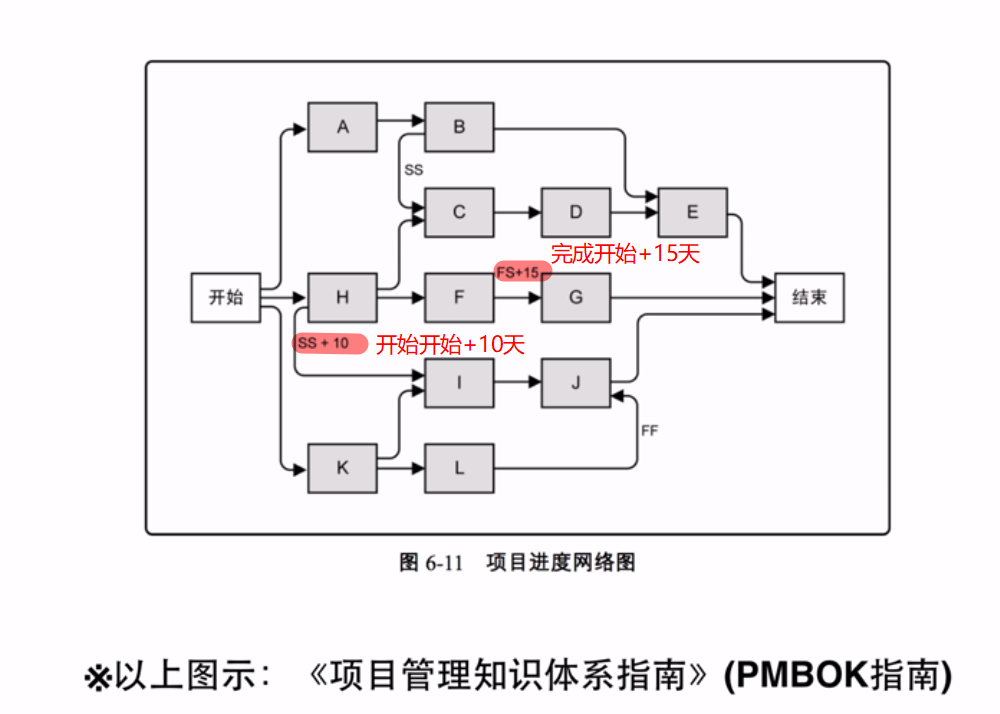 A
B
SS
C
D
E
完成开始+15天
FS+15
开始
H
F
G
结束
SS + 10
开始开始+10天
I
J
FF
K
L
图 6-11 项目进度网络图
※以上图示：《项目管理知识体系指南》(PMBOK指南)